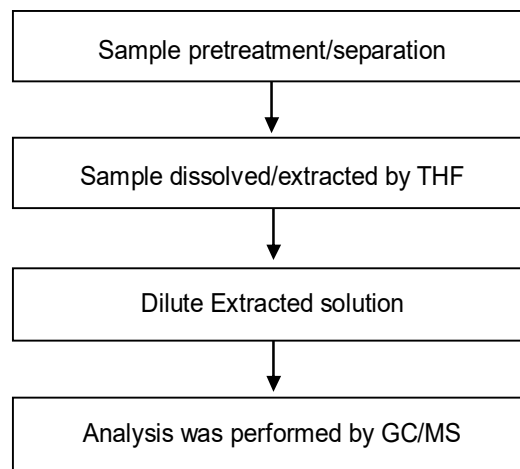 Sample pretreatment/separation
Sample dissolved/extracted by THF
Dilute Extracted solution
Analysis was performed by GC/MS